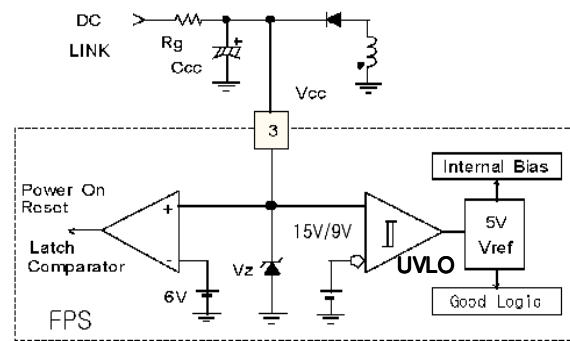 DC
LINK
Rg
Ccc
+
Vcc
3
Power On
Reset
Latch
Comparator
+
-
6V
Vz
15V/9V
UVLO
Internal Bias
5V
Vref
Good Logic
FPS